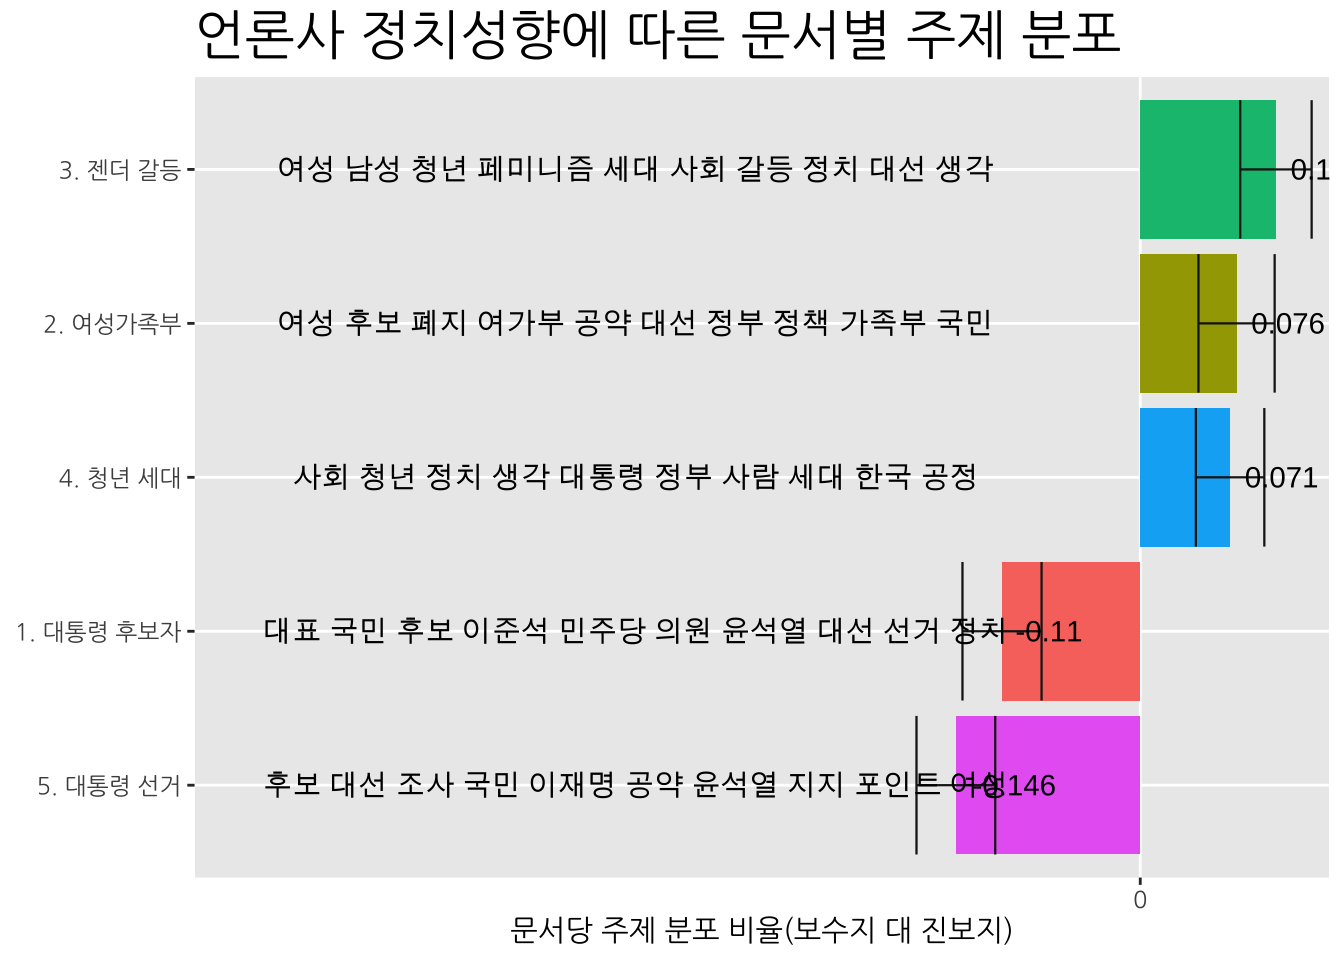 언론사 정치성향에 따른 문서별 주제 분포
3. 젠더 갈등
여성 남성 청년 페미니즘 세대 사회 갈등 정치 대선 생각
0.1
2. 여성가족부
여성 후보 폐지 여가부 공약 대선 정부 정책 가족부 국민
0.076
4. 청년 세대
사회 청년 정치 생각 대통령 정부 사람 세대 한국 공정
0.071
1. 대통령 후보자
대표 국민 후보 이준석 민주당 의원 윤석열 대선 선거 정치
-0.11
5. 대통령 선거
후보 대선 조사 국민 이재명 공약 윤석열 지지 포인트 여성
-0.146
0
문서당 주제 분포 비율(보수지 대 진보지)